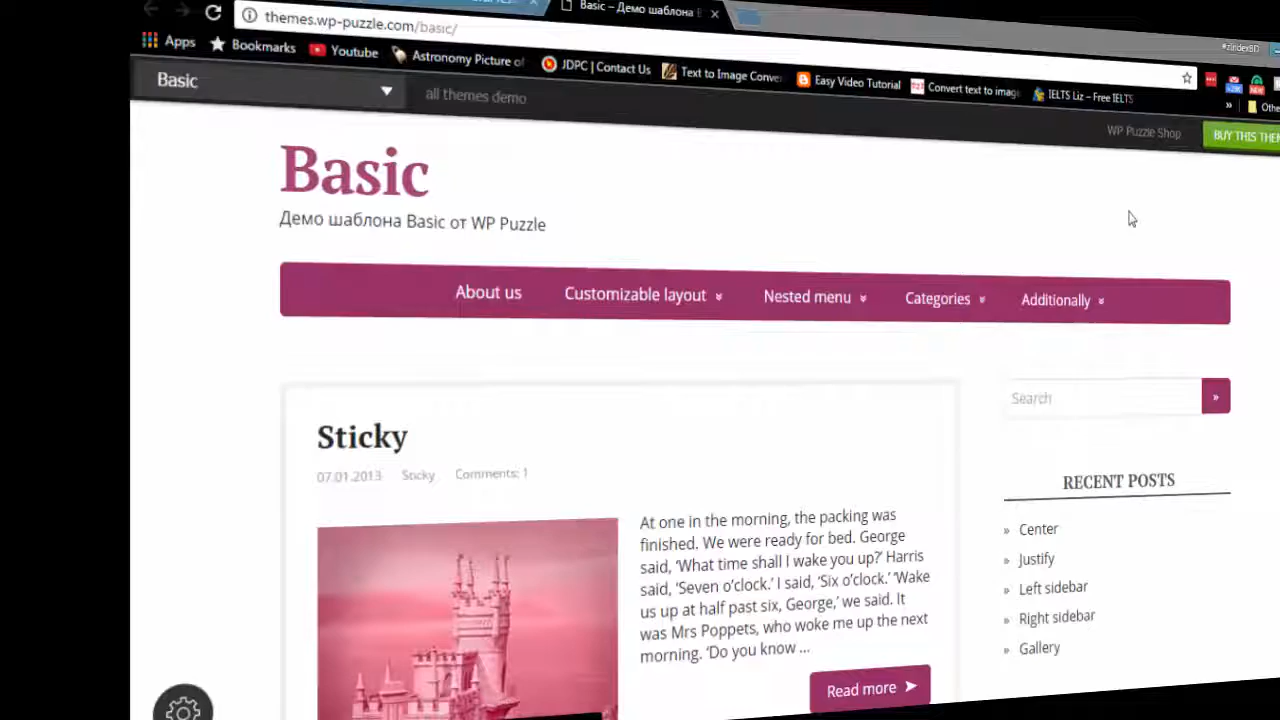 Basic – Демо шаблона
#zindexBD
themes.wp-puzzle.com/basic/
Apps
Bookmarks
Youtube
Astronomy Picture of
JDPC | Contact Us
Text to Image Conve
Easy Video Tutorial
Convert text to imag
IELTS Liz – Free IELTS
» Othe
Basic
all themes demo
WP Puzzle Shop
BUY THIS THEM
Basic
Демо шаблона Basic от WP Puzzle
About us
Customizable layout
Nested menu
Categories
Additionally
Search
»
Sticky
07.01.2013 Sticky Comments: 1
At one in the morning, the packing was
finished. We were ready for bed. George
said, ‘What time shall I wake you up?’ Harris
said, ‘Seven o’clock.’ I said, ‘Six o’clock.’ ‘Wake
us up at half past six, George,’ we said. It
was Mrs Poppets, who woke me up the next
morning. ‘Do you know ...
Read more
RECENT POSTS
» Center
» Justify
» Left sidebar
» Right sidebar
» Gallery